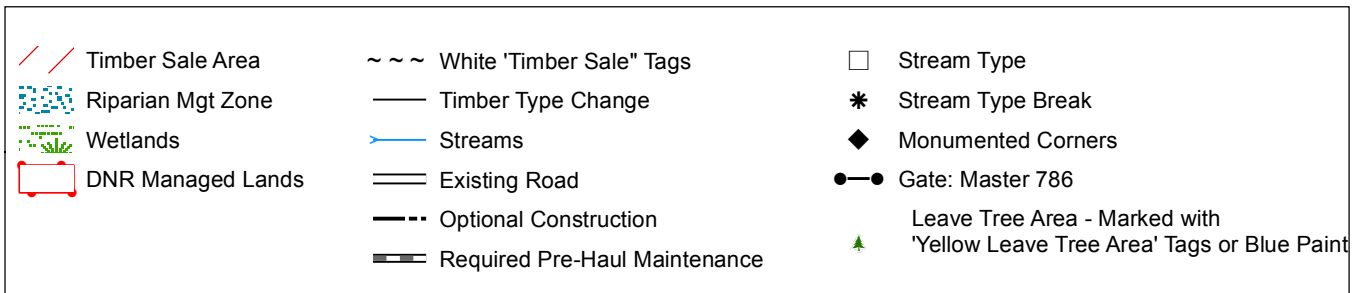 Timber Sale Area
Riparian Mgt Zone
Wetlands
DNR Managed Lands
White 'Timber Sale" Tags
Timber Type Change
Streams
Existing Road
Optional Construction
Required Pre-Haul Maintenance
Stream Type
Stream Type Break
Monumented Corners
Gate: Master 786
Leave Tree Area - Marked with
'Yellow Leave Tree Area' Tags or Blue Paint